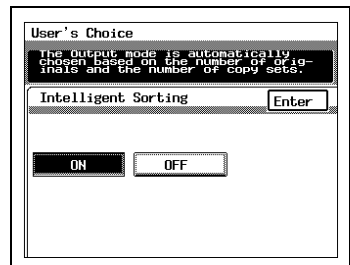 User's Choice
The Output mode is automatically
chosen based on the number of orig-
inals and the number of copy sets.
Intelligent Sorting
Enter
ON
OFF